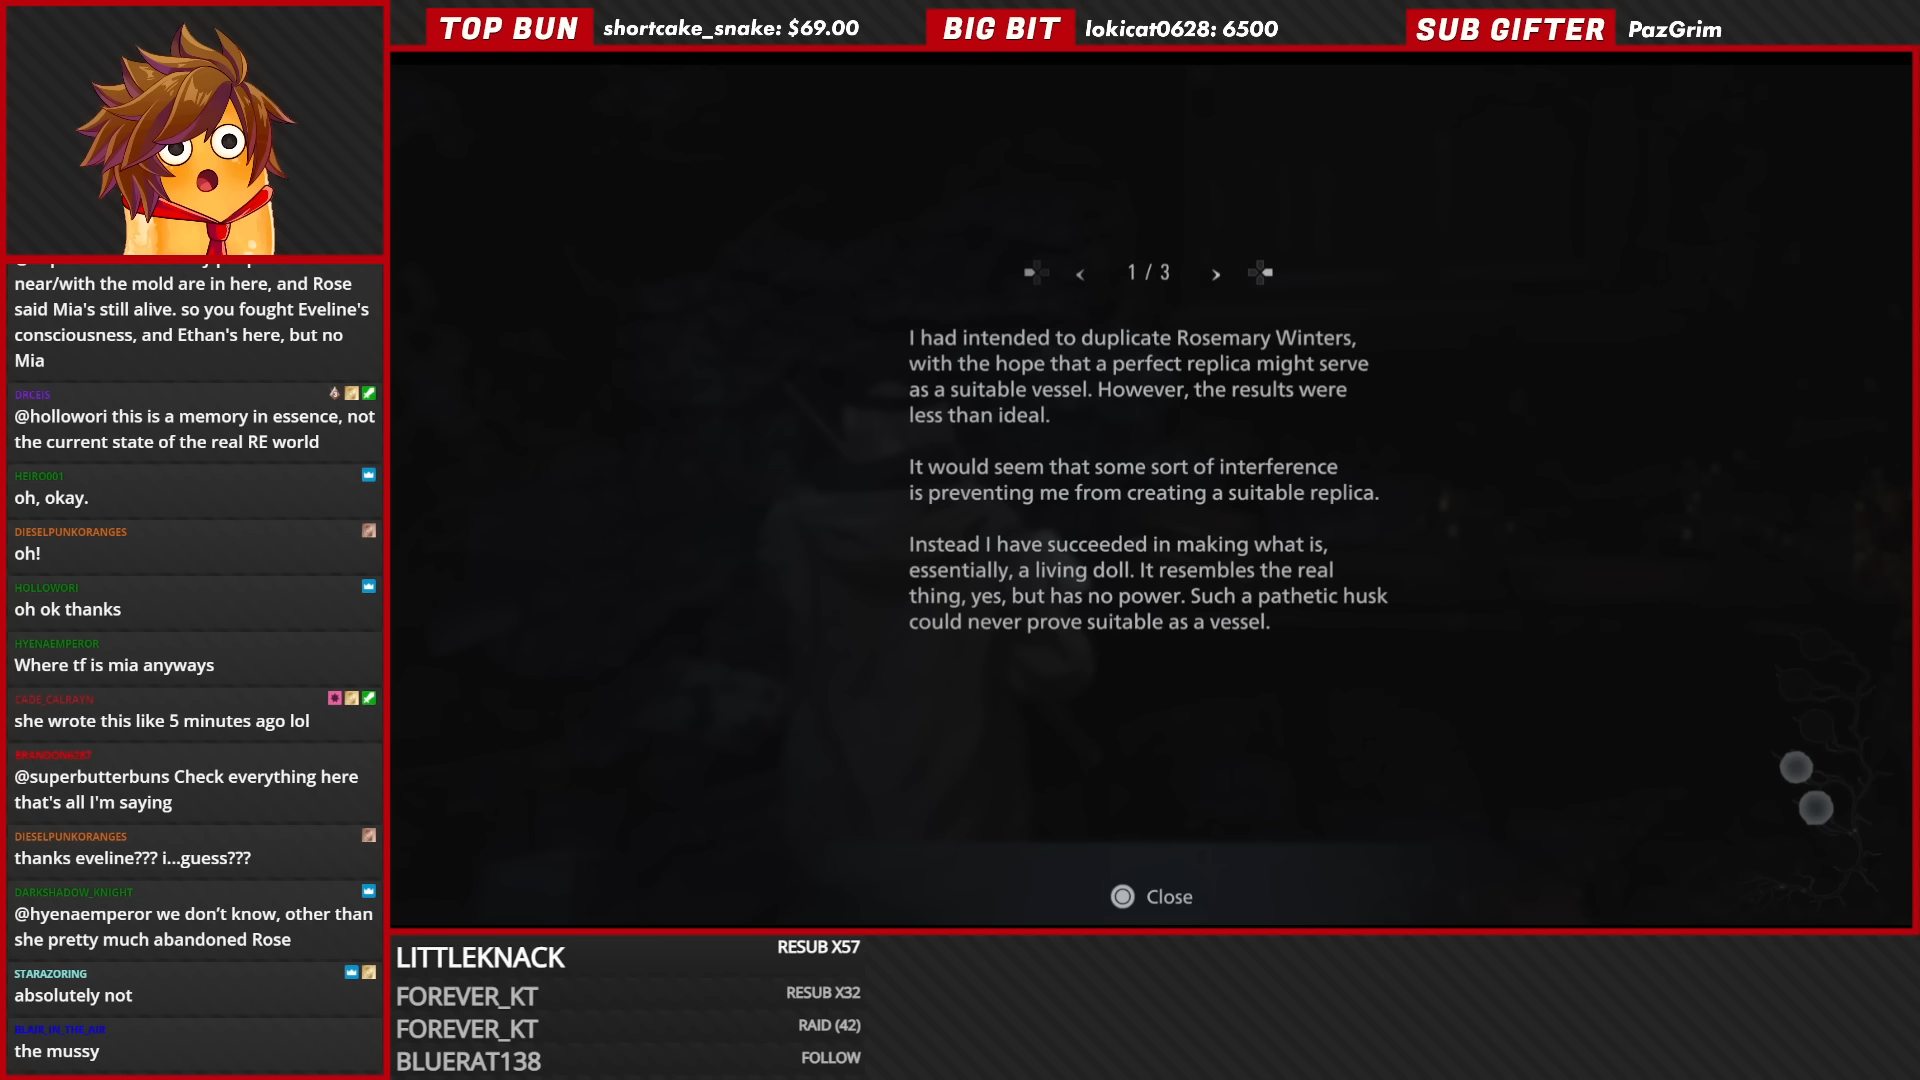 TOP BUN shortcake_snake: $69.00
BIG BIT lokicat0628: 6500
SUB GIFTER PazGrim
near/with the mold are in here, and Rose
said Mia's still alive. so you fought Eveline's
consciousness, and Ethan's here, but no
Mia
DRCEIS
@hollowori this is a memory in essence, not
the current state of the real RE world
HEIRO001
oh, okay.
DIESELPUNKORANGES
oh!
HOLLOWORI
oh ok thanks
HYENAEMPEROR
Where tf is mia anyways
CADE_CALRAYN
she wrote this like 5 minutes ago lol
@superbutterbuns Check everything here
that's all I'm saying
DIESELPUNKORANGES
thanks eveline??? i...guess???
DARKSHADOW_KNIGHT
@hyenaemperor we don’t know, other than
she pretty much abandoned Rose
STARAZORING
absolutely not
BLAIR_IN_THE_AIR
the mussy
< 1 / 3 >
I had intended to duplicate Rosemary Winters,
with the hope that a perfect replica might serve
as a suitable vessel. However, the results were
less than ideal.
It would seem that some sort of interference
is preventing me from creating a suitable replica.
Instead I have succeeded in making what is,
essentially, a living doll. It resembles the real
thing, yes, but has no power. Such a pathetic husk
could never prove suitable as a vessel.
Close
LITTLEKNACK RESUB X57
FOREVER_KT RESUB X32
FOREVER_KT RAID (42)
BLUERAT138 FOLLOW